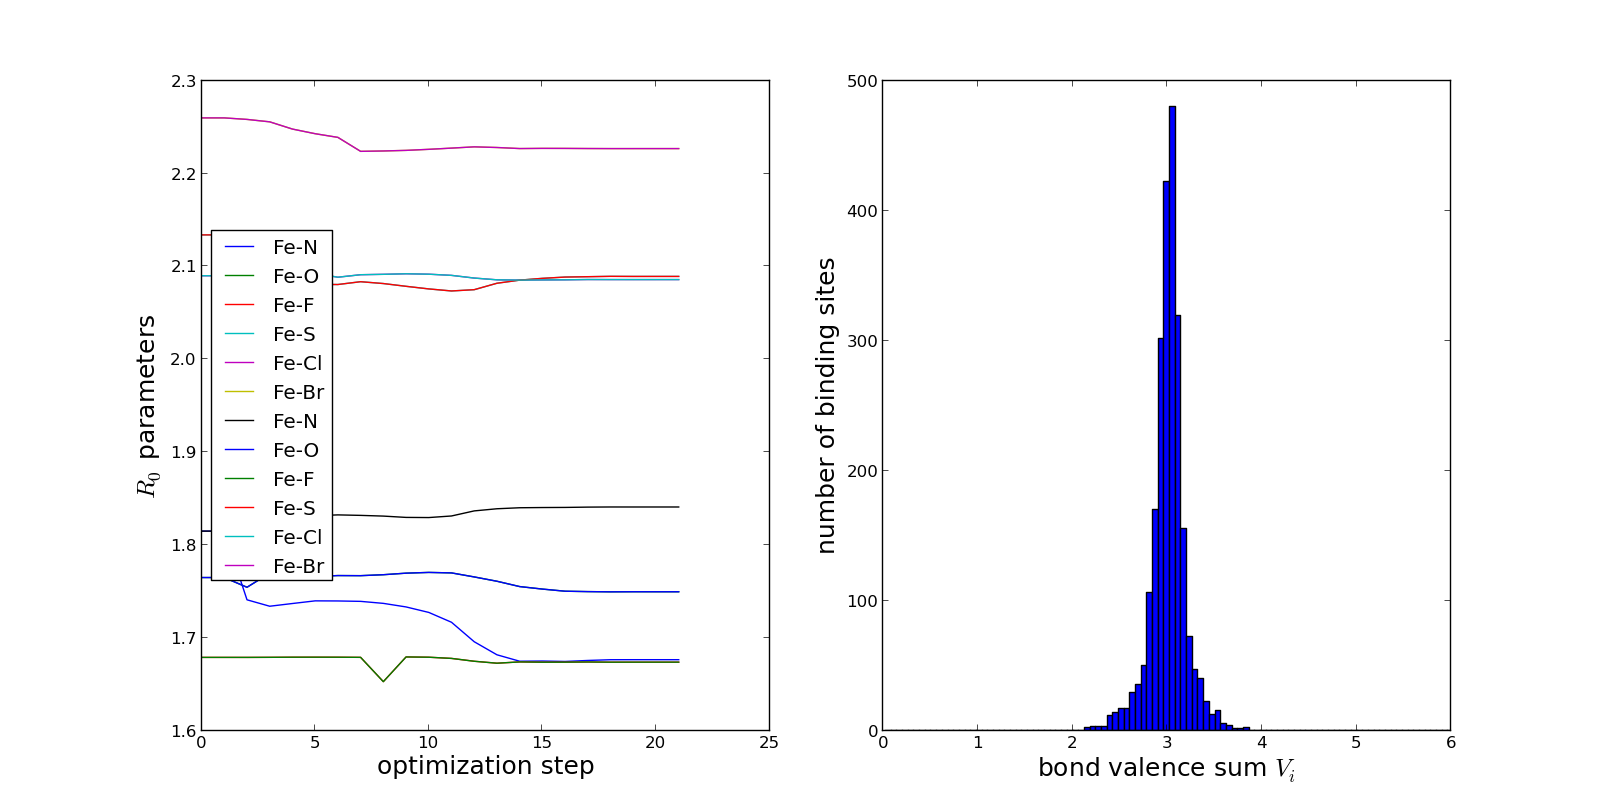 2.3
2.2
2.1
2.0
1.9
1.8
1.7
1.6
R₀ parameters
Fe-N
Fe-O
Fe-F
Fe-S
Fe-Cl
Fe-Br
Fe-N
Fe-O
Fe-F
Fe-S
Fe-Cl
Fe-Br
0 5 10 15 20 25
optimization step
500
400
300
200
100
0
number of binding sites
0 1 2 3 4 5 6
bond valence sum Vᵢ